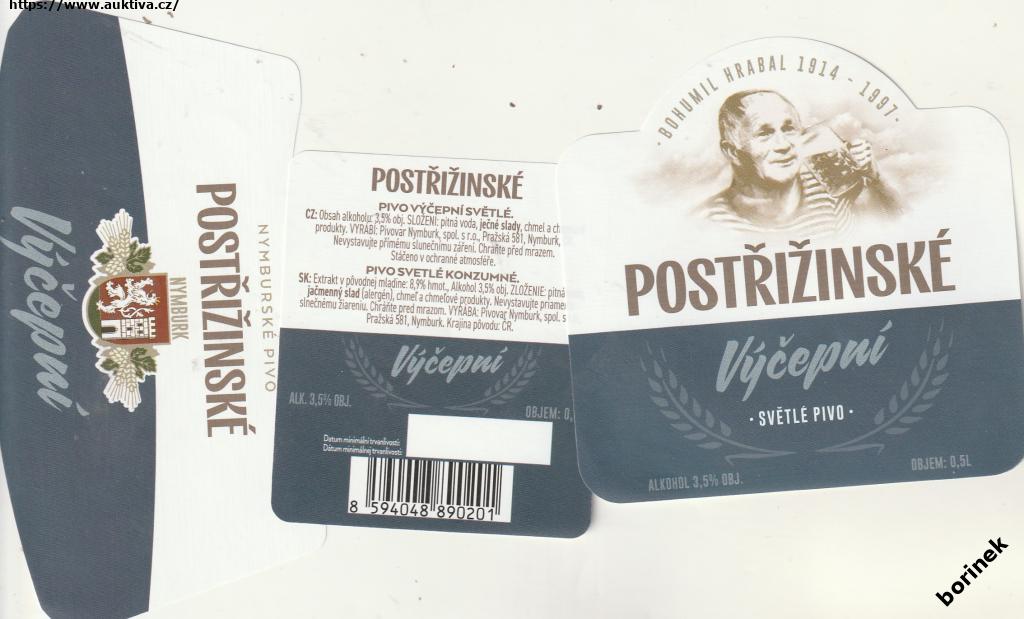 https://www.auktiva.cz/
Výčepní
NYMBURK
POSTŘIŽINSKÉ
NYMBURSKÉ PIVO
POSTŘIŽINSKÉ
PIVO VÝČEPNÍ SVĚTLÉ.
CZ: Obsah alkoholu: 3,5% obj. SLOŽENÍ: pitná voda, ječné slady, chmel a ch
produkty. VYRÁBÍ: Pivovar Nymburk, spol. s r.o., Pražská 581, Nymburk,
Nevystavujte přímému slunečnímu záření. Chraňte před mrazem.
Stáčeno v ochranné atmosféře.
PIVO SVETLÉ KONZUMNÉ.
SK: Extrakt v pôvodnej mladine: 8,9% hmot., Alkohol 3,5% obj. ZLOŽENIE: pitná
jačmenný slad (alergén), chmeľ a chmeľové produkty. Nevystavujte priame
slnečnému žiareniu. Chráňte pred mrazom. VYRÁBA: Pivovar Nymburk, spol. s
Pražská 581, Nymburk. Krajina pôvodu: ČR.
Výčepní
ALK. 3,5% OBJ.
OBJEM: 0,
Datum minimální trvanlivosti:
Dátum minimálnej trvanlivosti:
8 594048 890201
·BOHUMIL HRABAL 1914 - 1997·
POSTŘIŽINSKÉ
Výčepní
· SVĚTLÉ PIVO ·
ALKOHOL 3,5% OBJ.
OBJEM: 0,5L
borinek